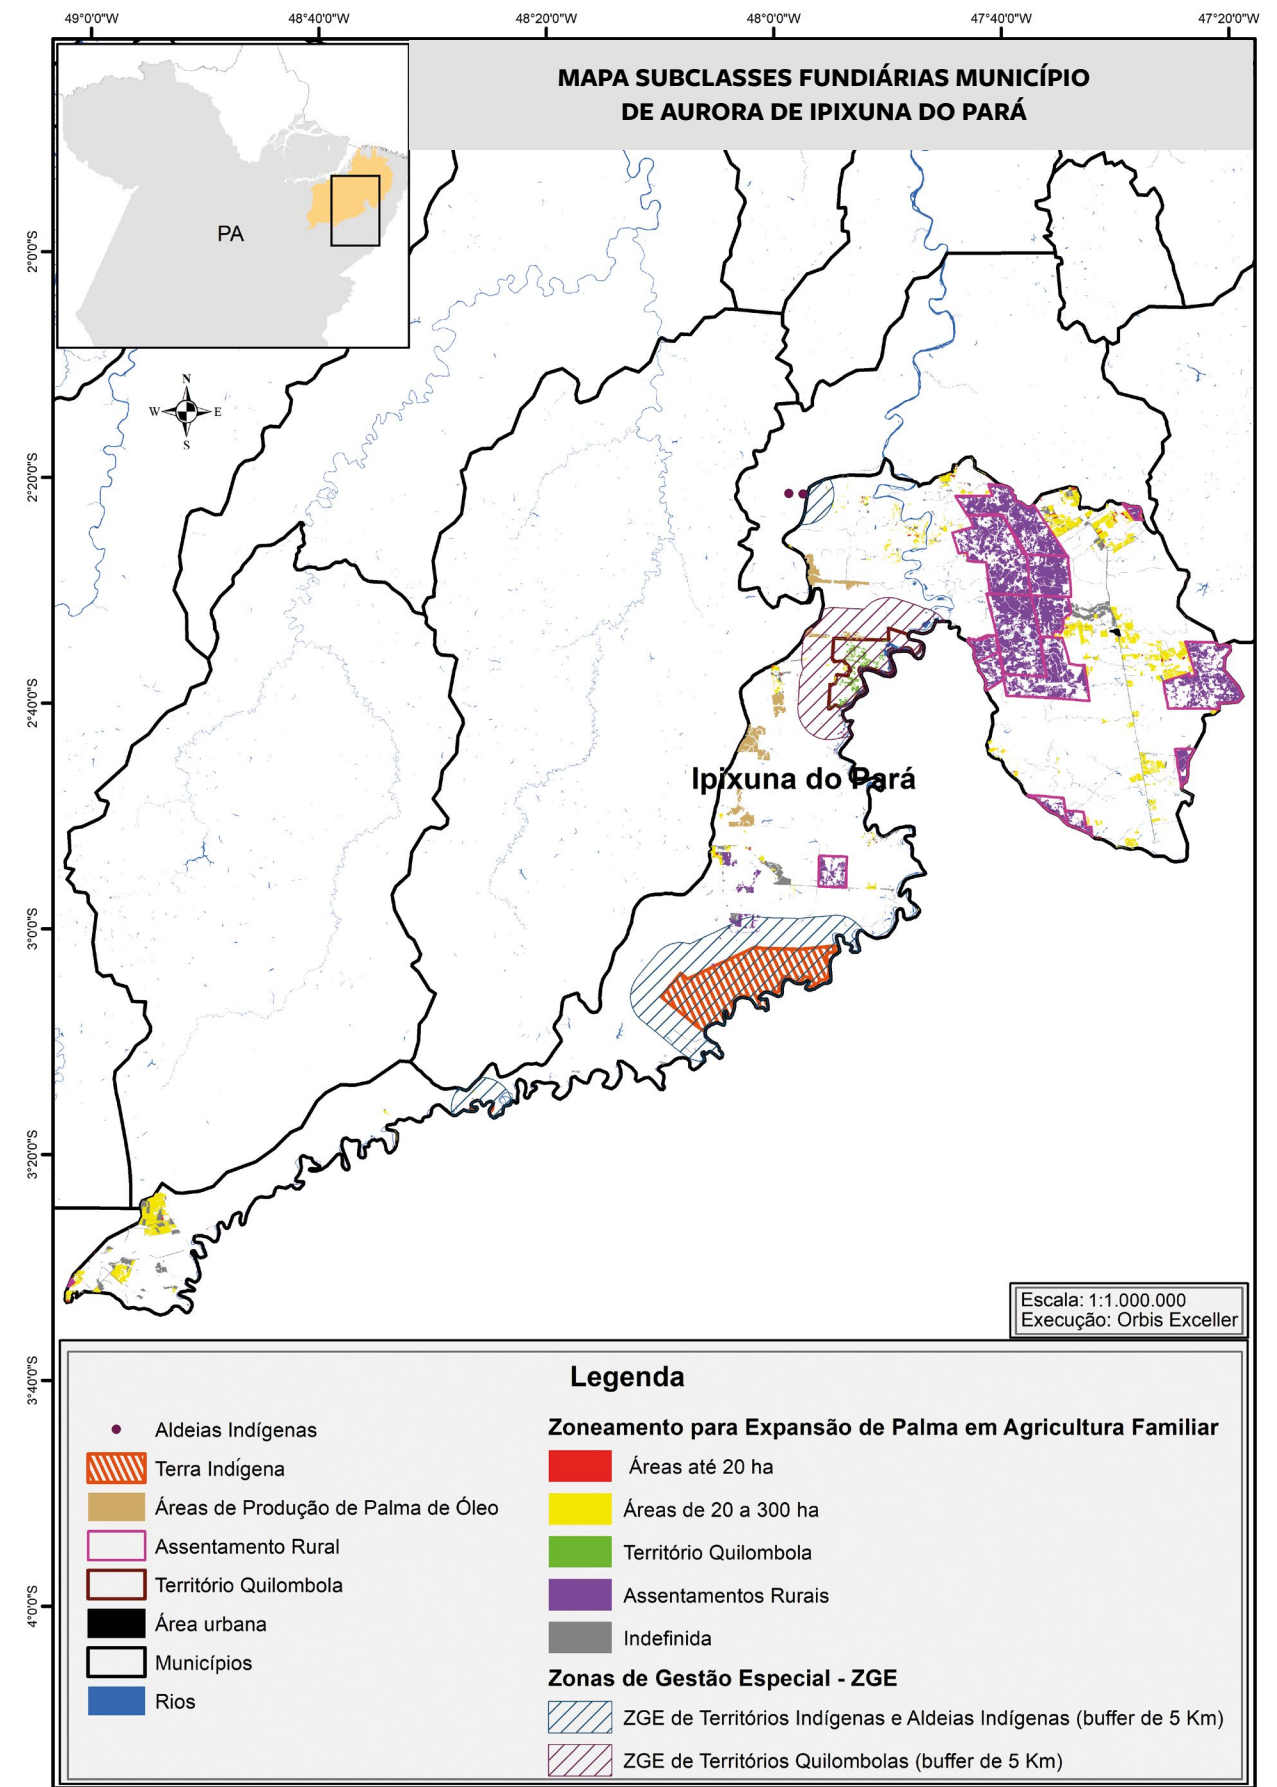 49°0'0"W
48°40'0"W
48°20'0"W
48°0'0"W
47°40'0"W
47°20'0"W
MAPA SUBCLASSES FUNDIÁRIAS MUNICÍPIO
DE AURORA DE IPIXUNA DO PARÁ
PA
2°0'0"S
N
W
E
S
2°20'0"S
2°40'0"S
Ipixuna do Pará
3°0'0"S
3°20'0"S
Escala: 1:1.000.000
Execução: Orbis Exceller
3°40'0"S
4°0'0"S
Legenda
Aldeias Indígenas
Terra Indígena
Áreas de Produção de Palma de Óleo
Assentamento Rural
Território Quilombola
Área urbana
Municípios
Rios
Zoneamento para Expansão de Palma em Agricultura Familiar
Áreas até 20 ha
Áreas de 20 a 300 ha
Território Quilombola
Assentamentos Rurais
Indefinida
Zonas de Gestão Especial - ZGE
ZGE de Territórios Indígenas e Aldeias Indígenas (buffer de 5 Km)
ZGE de Territórios Quilombolas (buffer de 5 Km)